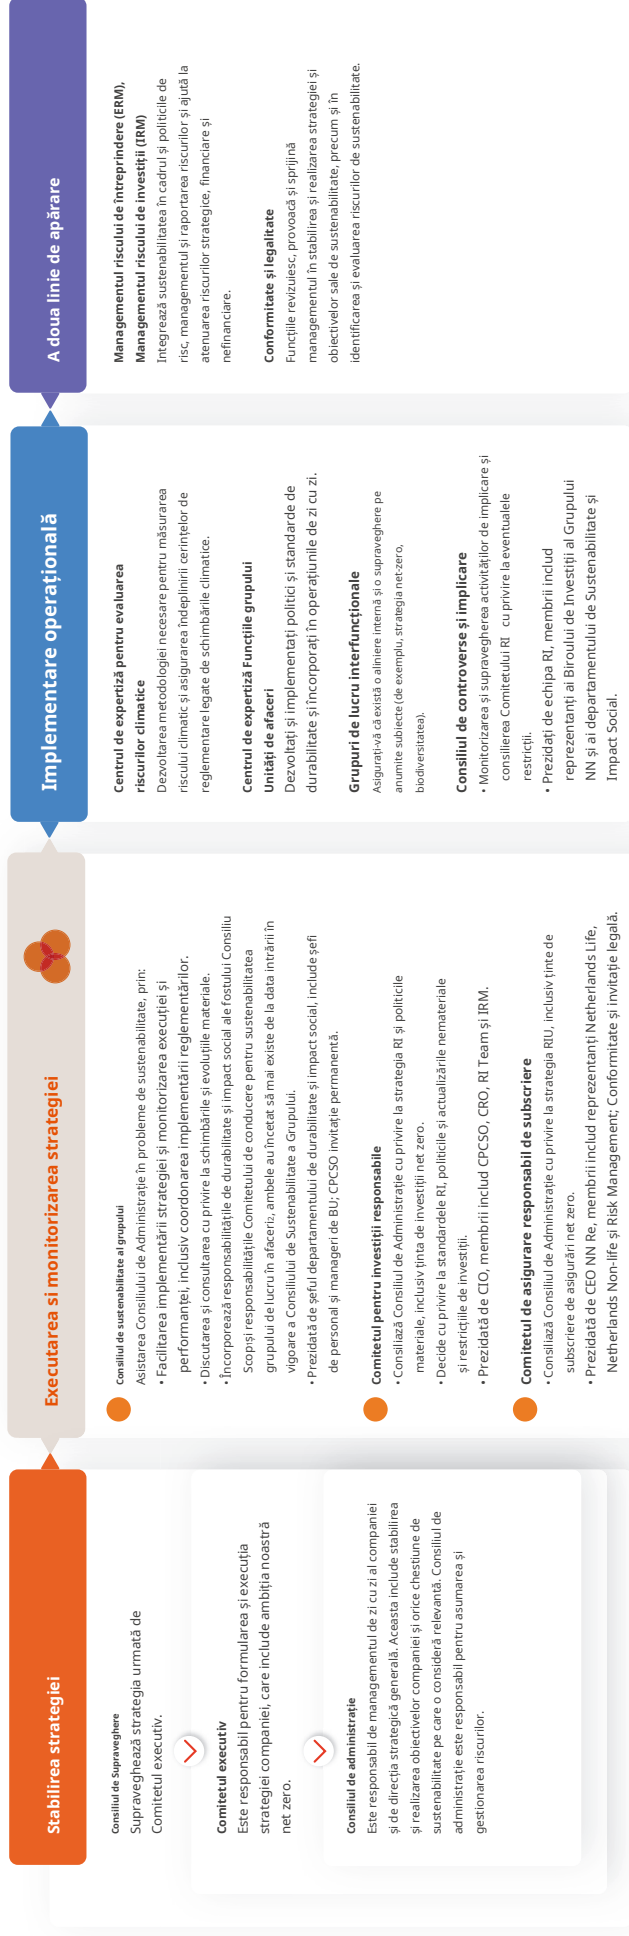 Stabilirea strategiei
Consiliul de Supraveghere
Supraveghează strategia urmată de
Comitetul executiv.
Comitetul executiv
Este responsabil pentru formularea și execuția
strategiei companiei, care include ambiția noastră
net zero.
Consiliul de administrație
Este responsabil de managementul de zi cu zi al companiei
și de direcția strategică generală. Aceasta include stabilirea
și realizarea obiectivelor companiei și orice chestiune de
sustenabilitate pe care o consideră relevantă. Consiliul de
administrație este responsabil pentru asumarea și
gestionarea riscurilor.
Executarea si monitorizarea strategiei
Consiliul de sustenabilitate al grupului
Asistarea Consiliului de Administrație în probleme de sustenabilitate, prin:
• Facilitarea implementării strategiei și monitorizarea execuției și
performanței, inclusiv coordonarea implementării reglementărilor.
• Discutarea și consultarea cu privire la schimbările și evoluțiile materiale.
• Încorporează responsabilitățile de durabilitate și impact social ale fostului Consiliu
Scopiși responsabilitățile Comitetului de conducere pentru sustenabilitatea
grupului de lucru în afaceriz, ambele au încetat să mai existe de la data intrării în
vigoare a Consiliului de Sustenabilitate a Grupului.
• Prezidată de șeful departamentului de durabilitate și impact social, include șefi
de personal și manageri de BU; CPCSO invitație permanentă.
Comitetul pentru investiții responsabile
• Consiliază Consiliul de Administrație cu privire la strategia RI și politicile
materiale, inclusiv ținta de investiții net zero.
• Decide cu privire la standardele RI, politicile și actualizările nemateriale
și restricțiile de investiții.
• Prezidată de CIO, membrii includ CPCSO, CRO, RI Team și IRM.
Comitetul de asigurare responsabil de subscriere
• Consiliază Consiliul de Administrație cu privire la strategia RIU, inclusiv ținte de
subscriere de asigurări net zero.
• Prezidată de CEO NN Re, membrii includ reprezentanți Netherlands Life,
Netherlands Non-life și Risk Management; Conformitate și invitație legală.
Implementare operațională
Centrul de expertiză pentru evaluarea
riscurilor climatice
Dezvoltarea metodologiei necesare pentru măsurarea
riscului climatic și asigurarea îndeplinirii cerințelor de
reglementare legate de schimbările climatice.
Centrul de expertiză Funcțiile grupului
Unități de afaceri
Dezvoltați și implementați politici și standarde de
durabilitate și încorporați în operațiunile de zi cu zi.
Grupuri de lucru interfuncționale
Asigurați-vă că există o aliniere internă și o supraveghere pe
anumite subiecte (de exemplu, strategia net-zero,
biodiversitatea).
Consiliul de controverse și implicare
• Monitorizarea și supravegherea activităților de implicare și
consilierea Comitetului RI cu privire la eventualele
restricții.
• Prezidați de echipa RI, membrii includ
reprezentanți ai Biroului de Investiții al Grupului
NN și ai departamentului de Sustenabilitate și
Impact Social.
A doua linie de apărare
Managementul riscului de întreprindere (ERM),
Managementul riscului de investiții (IRM)
Integrează sustenabilitatea în cadrul și politicile de
risc, managementul și raportarea riscurilor și ajută la
atenuarea riscurilor strategice, financiare și
nefinanciare.
Conformitate și legalitate
Funcțiile revizuiesc, provoacă și sprijină
managementul în stabilirea și realizarea strategiei și
obiectivelor sale de sustenabilitate, precum și în
identificarea și evaluarea riscurilor de sustenabilitate.